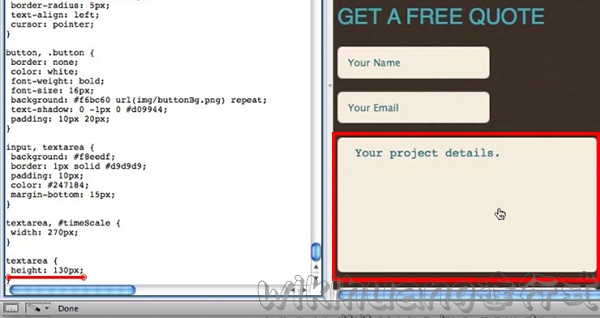 border-radius: 5px;
text-align: left;
cursor: pointer;
}
button, .button {
border: none;
color: white;
font-weight: bold;
font-size: 16px;
background: #f6bc60 url(img/buttonBg.png) repeat;
text-shadow: 0 -1px 0 #d09944;
padding: 10px 20px;
}
input, textarea {
background: #f8eedf;
border: 1px solid #d9d9d9;
padding: 10px;
color: #247184;
margin-bottom: 15px;
}
textarea, #timeScale {
width: 270px;
}
textarea {
height: 130px;
}
Done
GET A FREE QUOTE
Your Name
Your Email
Your project details.